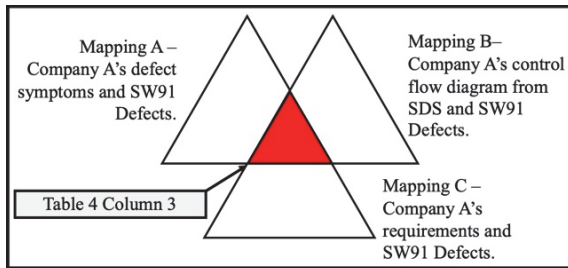 Mapping A –
Company A's defect
symptoms and SW91
Defects.
Mapping B–
Company A's control
flow diagram from
SDS and SW91
Defects.
Table 4 Column 3
Mapping C –
Company A's
requirements and
SW91 Defects.